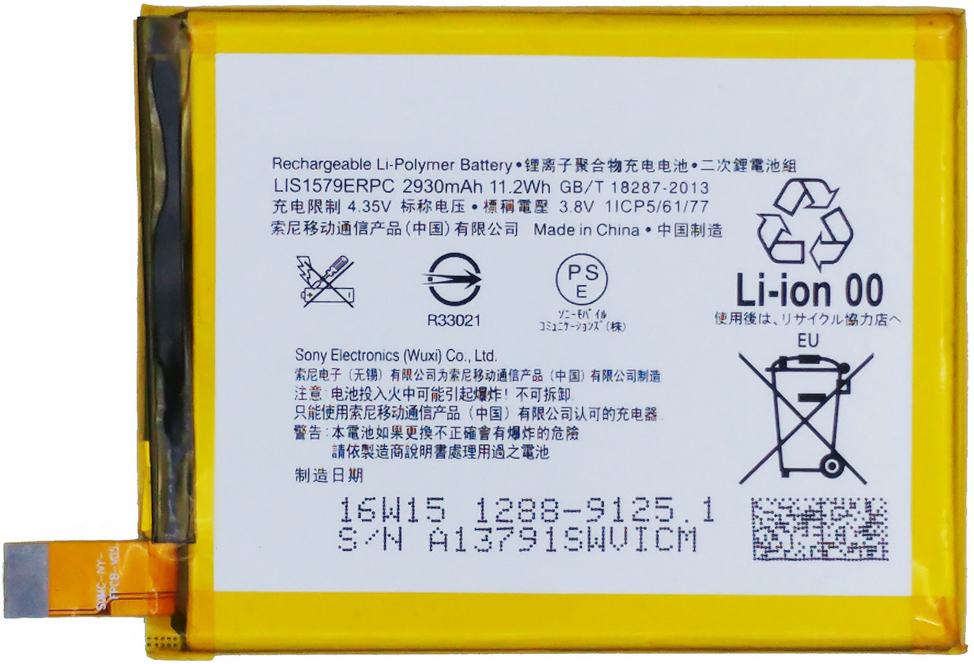 Rechargeable Li-Polymer Battery • 锂离子聚合物充电电池 • 二次鋰電池組
LIS1579ERPC 2930mAh 11.2Wh GB/T 18287-2013
充电限制 4.35V 标称电压 • 標稱電壓 3.8V 1ICP5/61/77
索尼移动通信产品(中国)有限公司 Made in China • 中国制造
R33021
PS
E
ソニーモバイル
コミュニケーションズ(株)
Li-ion 00
使用後は、リサイクル協力店へ
EU
Sony Electronics (Wuxi) Co., Ltd.
索尼电子(无锡)有限公司为索尼移动通信产品(中国)有限公司制造
注意:电池投入火中可能引起爆炸!不可拆卸.
只能使用索尼移动通信产品(中国)有限公司认可的充电器.
警告:本電池如果更換不正確會有爆炸的危險
請依製造商說明書處理用過之電池
制造日期
16W15 1288-9125.1
S/N A13791SWVICM
SOMC-IVY-